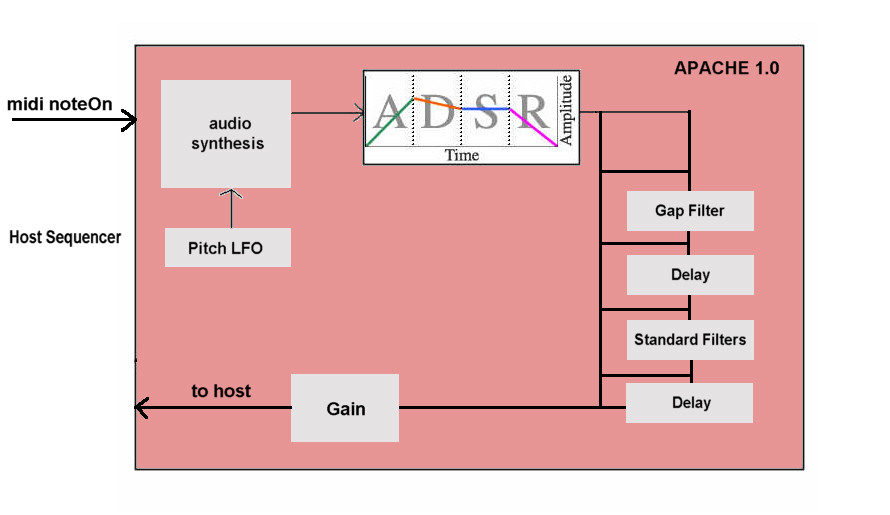 APACHE 1.0
midi noteOn
audio
synthesis
A D S R
Amplitude
Time
Host Sequencer
Pitch LFO
Gap Filter
Delay
Standard Filters
Delay
to host
Gain